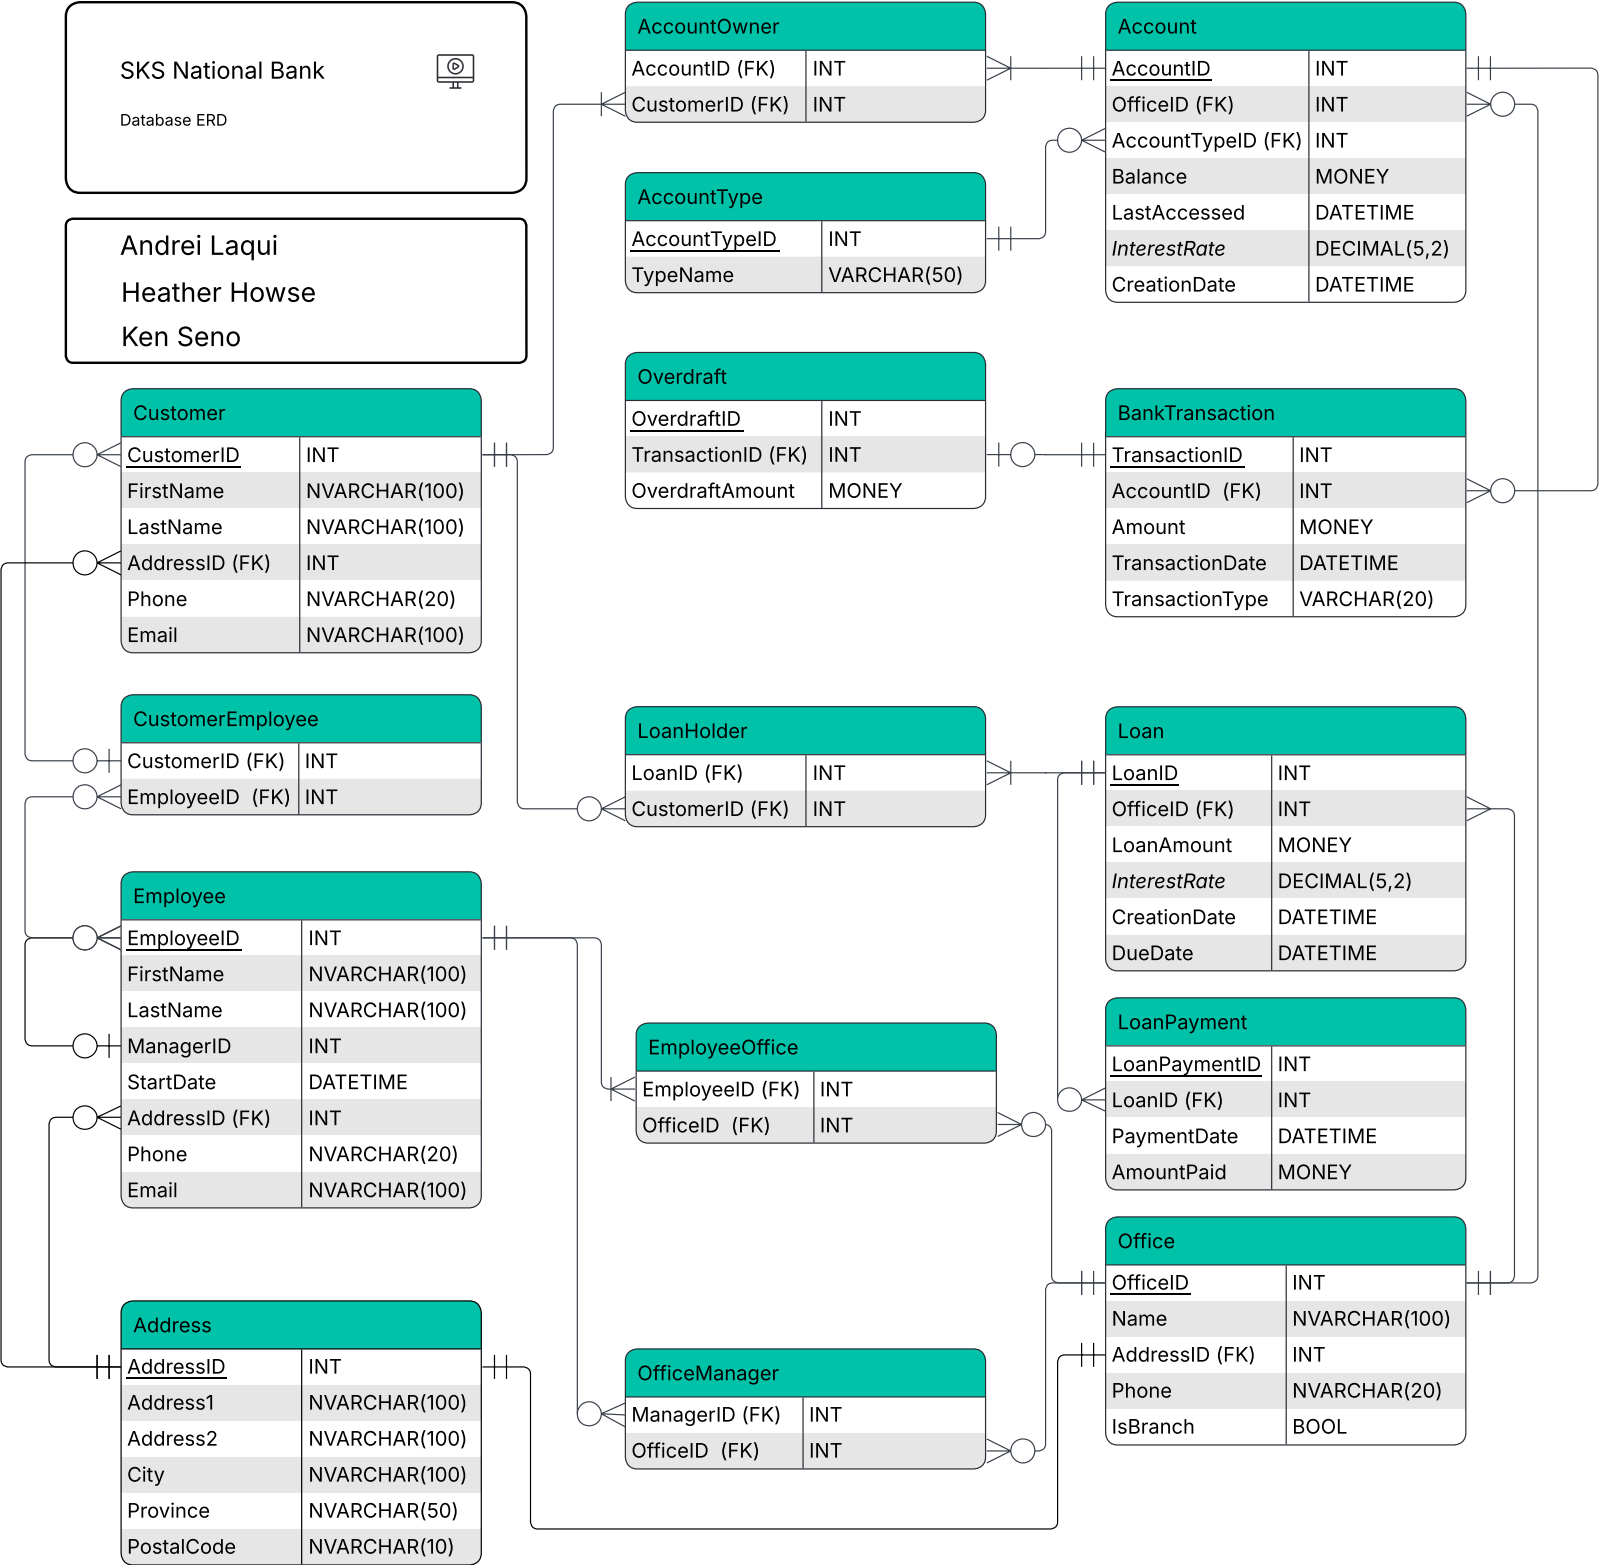 SKS National Bank
Database ERD
Andrei Laqui
Heather Howse
Ken Seno
AccountOwner
AccountID (FK) INT
CustomerID (FK) INT
Account
AccountID INT
OfficeID (FK) INT
AccountTypeID (FK) INT
Balance MONEY
LastAccessed DATETIME
InterestRate DECIMAL(5,2)
CreationDate DATETIME
AccountType
AccountTypeID INT
TypeName VARCHAR(50)
Overdraft
OverdraftID INT
TransactionID (FK) INT
OverdraftAmount MONEY
BankTransaction
TransactionID INT
AccountID (FK) INT
Amount MONEY
TransactionDate DATETIME
TransactionType VARCHAR(20)
Customer
CustomerID INT
FirstName NVARCHAR(100)
LastName NVARCHAR(100)
AddressID (FK) INT
Phone NVARCHAR(20)
Email NVARCHAR(100)
CustomerEmployee
CustomerID (FK) INT
EmployeeID (FK) INT
LoanHolder
LoanID (FK) INT
CustomerID (FK) INT
Loan
LoanID INT
OfficeID (FK) INT
LoanAmount MONEY
InterestRate DECIMAL(5,2)
CreationDate DATETIME
DueDate DATETIME
Employee
EmployeeID INT
FirstName NVARCHAR(100)
LastName NVARCHAR(100)
ManagerID INT
StartDate DATETIME
AddressID (FK) INT
Phone NVARCHAR(20)
Email NVARCHAR(100)
EmployeeOffice
EmployeeID (FK) INT
OfficeID (FK) INT
LoanPayment
LoanPaymentID INT
LoanID (FK) INT
PaymentDate DATETIME
AmountPaid MONEY
Office
OfficeID INT
Name NVARCHAR(100)
AddressID (FK) INT
Phone NVARCHAR(20)
IsBranch BOOL
Address
AddressID INT
Address1 NVARCHAR(100)
Address2 NVARCHAR(100)
City NVARCHAR(100)
Province NVARCHAR(50)
PostalCode NVARCHAR(10)
OfficeManager
ManagerID (FK) INT
OfficeID (FK) INT